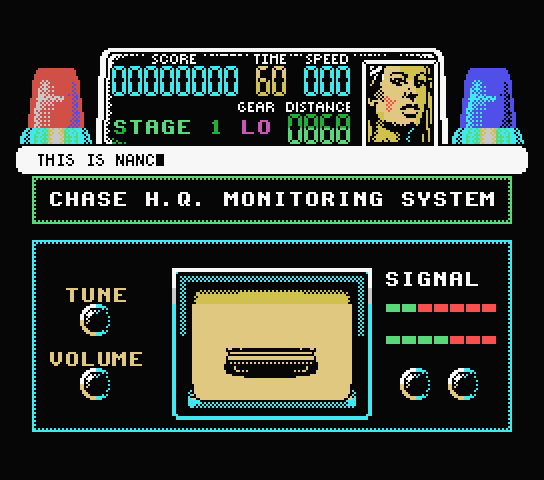 SCORE TIME SPEED
00000000 60 000
GEAR DISTANCE
STAGE 1 LO 0868
THIS IS NANC
CHASE H.Q. MONITORING SYSTEM
SIGNAL
TUNE
VOLUME